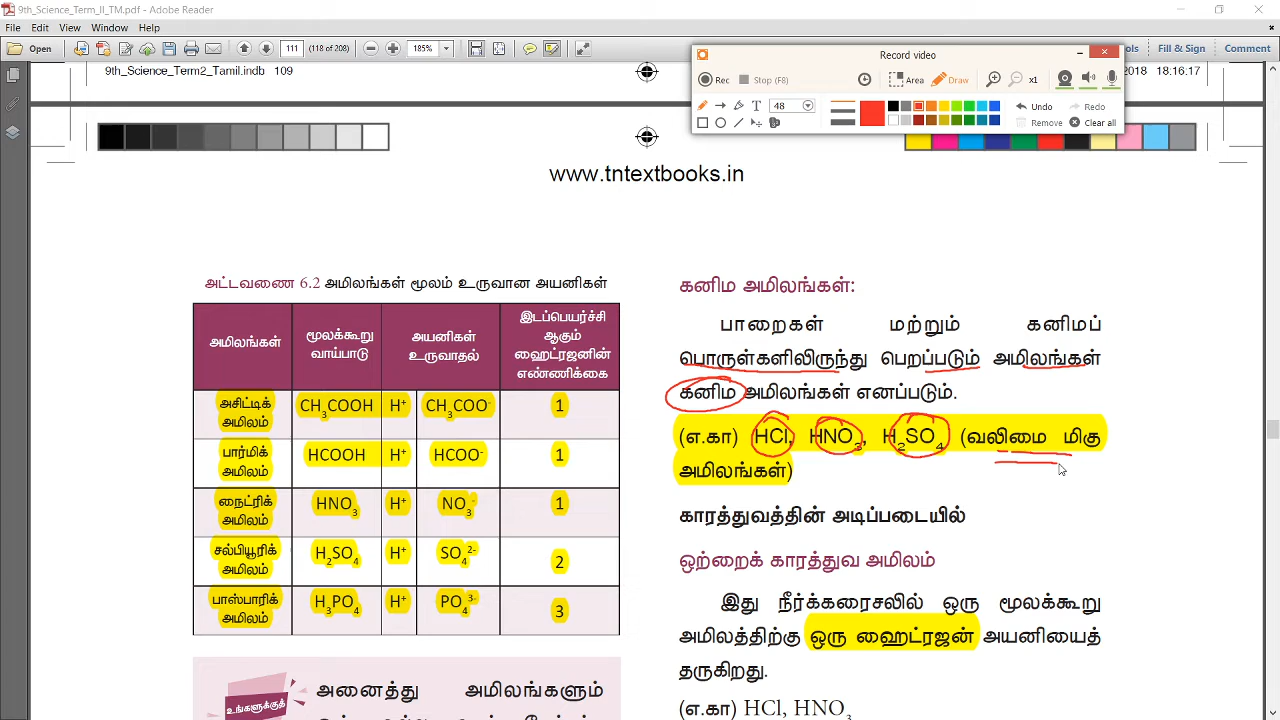 9th_Science_Term_II_TM.pdf - Adobe Reader
File Edit View Window Help
Open 111 (118 of 208) 185% Tools Fill & Sign Comment
Record video
Rec Stop (F8) Area Draw x1
T 48 Undo Redo
Remove Clear all
9th_Science_Term2_Tamil.indb 109
2018 18:16:17
www.tntextbooks.in
அட்டவணை 6.2 அமிலங்கள் மூலம் உருவான அயனிகள்
அமிலங்கள் மூலக்கூறு வாய்பாடு அயனிகள் உருவாதல் இடப்பெயர்ச்சி ஆகும் ஹைட்ரஜனின் எண்ணிக்கை
அசிட்டிக் அமிலம் CH₃COOH H⁺ CH₃COO⁻ 1
பார்மிக் அமிலம் HCOOH H⁺ HCOO⁻ 1
நைட்ரிக் அமிலம் HNO₃ H⁺ NO₃⁻ 1
சல்பியூரிக் அமிலம் H₂SO₄ H⁺ SO₄²⁻ 2
பாஸ்பாரிக் அமிலம் H₃PO₄ H⁺ PO₄³⁻ 3
உங்களுக்குத்
அனைத்து அமிலங்களும்
கனிம அமிலங்கள்:
பாறைகள் மற்றும் கனிமப்
பொருள்களிலிருந்து பெறப்படும் அமிலங்கள்
கனிம அமிலங்கள் எனப்படும்.
(எ.கா) HCl, HNO₃, H₂SO₄ (வலிமை மிகு
அமிலங்கள்)
காரத்துவத்தின் அடிப்படையில்
ஒற்றைக் காரத்துவ அமிலம்
இது நீர்க்கரைசலில் ஒரு மூலக்கூறு
அமிலத்திற்கு ஒரு ஹைட்ரஜன் அயனியைத்
தருகிறது.
(எ.கா) HCl, HNO₃